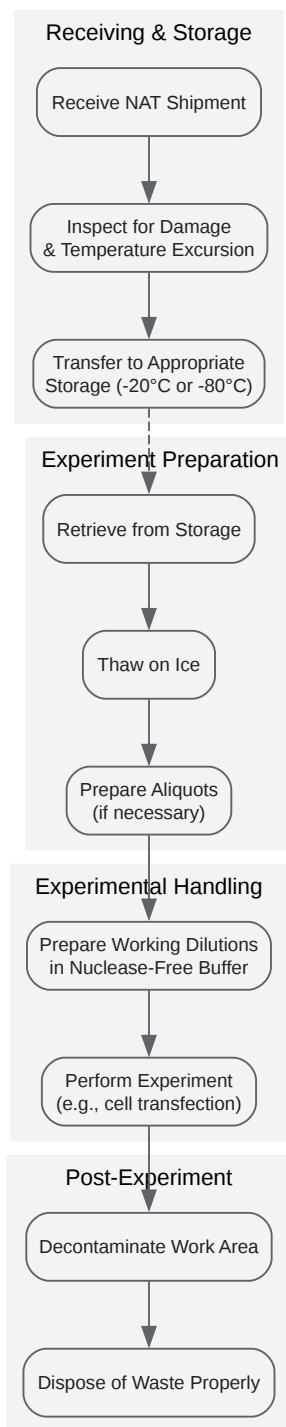 Receiving & Storage
Receive NAT Shipment
Inspect for Damage
& Temperature Excursion
Transfer to Appropriate
Storage (-20°C or -80°C)
Experiment Preparation
Retrieve from Storage
Thaw on Ice
Prepare Aliquots
(if necessary)
Experimental Handling
Prepare Working Dilutions
in Nuclease-Free Buffer
Perform Experiment
(e.g., cell transfection)
Post-Experiment
Decontaminate Work Area
Dispose of Waste Properly